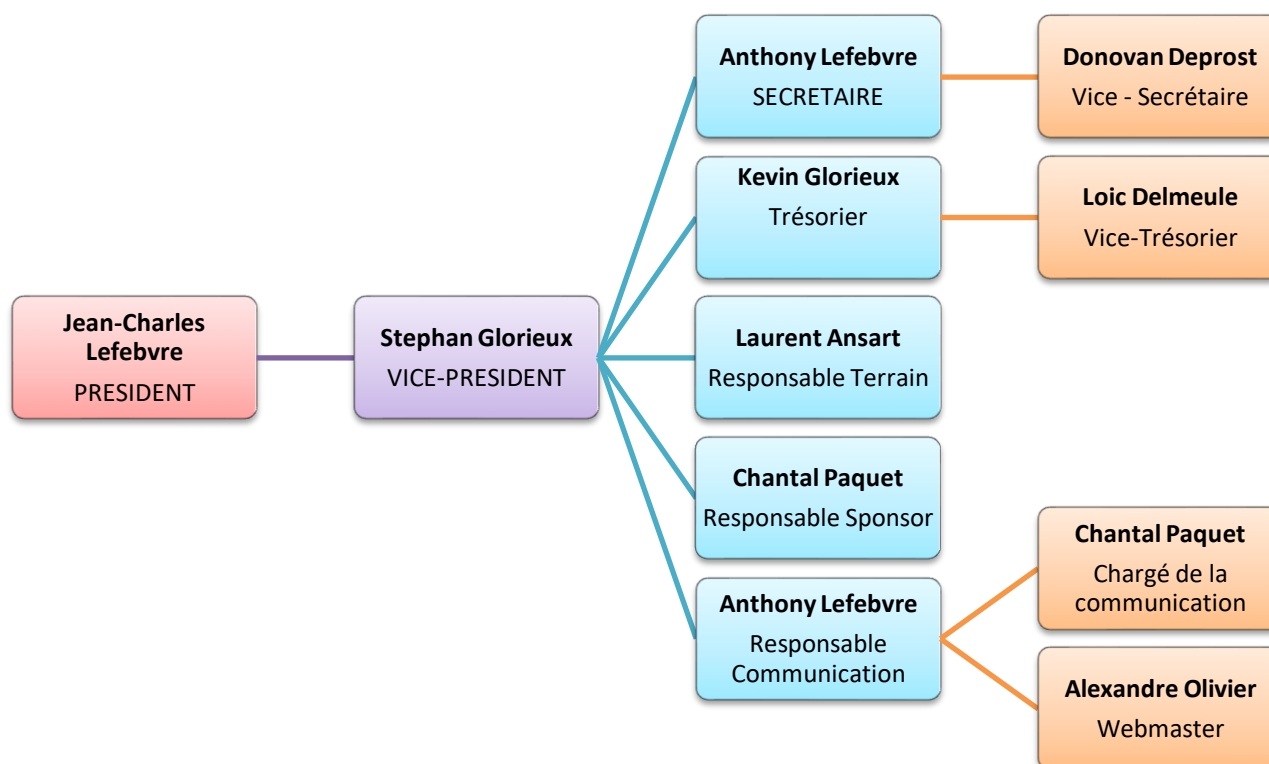 Jean-Charles
Lefebvre
PRESIDENT
Stephan Glorieux
VICE-PRESIDENT
Anthony Lefebvre
SECRETAIRE
Donovan Deprost
Vice - Secrétaire
Kevin Glorieux
Trésorier
Loic Delmeule
Vice-Trésorier
Laurent Ansart
Responsable Terrain
Chantal Paquet
Responsable Sponsor
Anthony Lefebvre
Responsable
Communication
Chantal Paquet
Chargé de la
communication
Alexandre Olivier
Webmaster